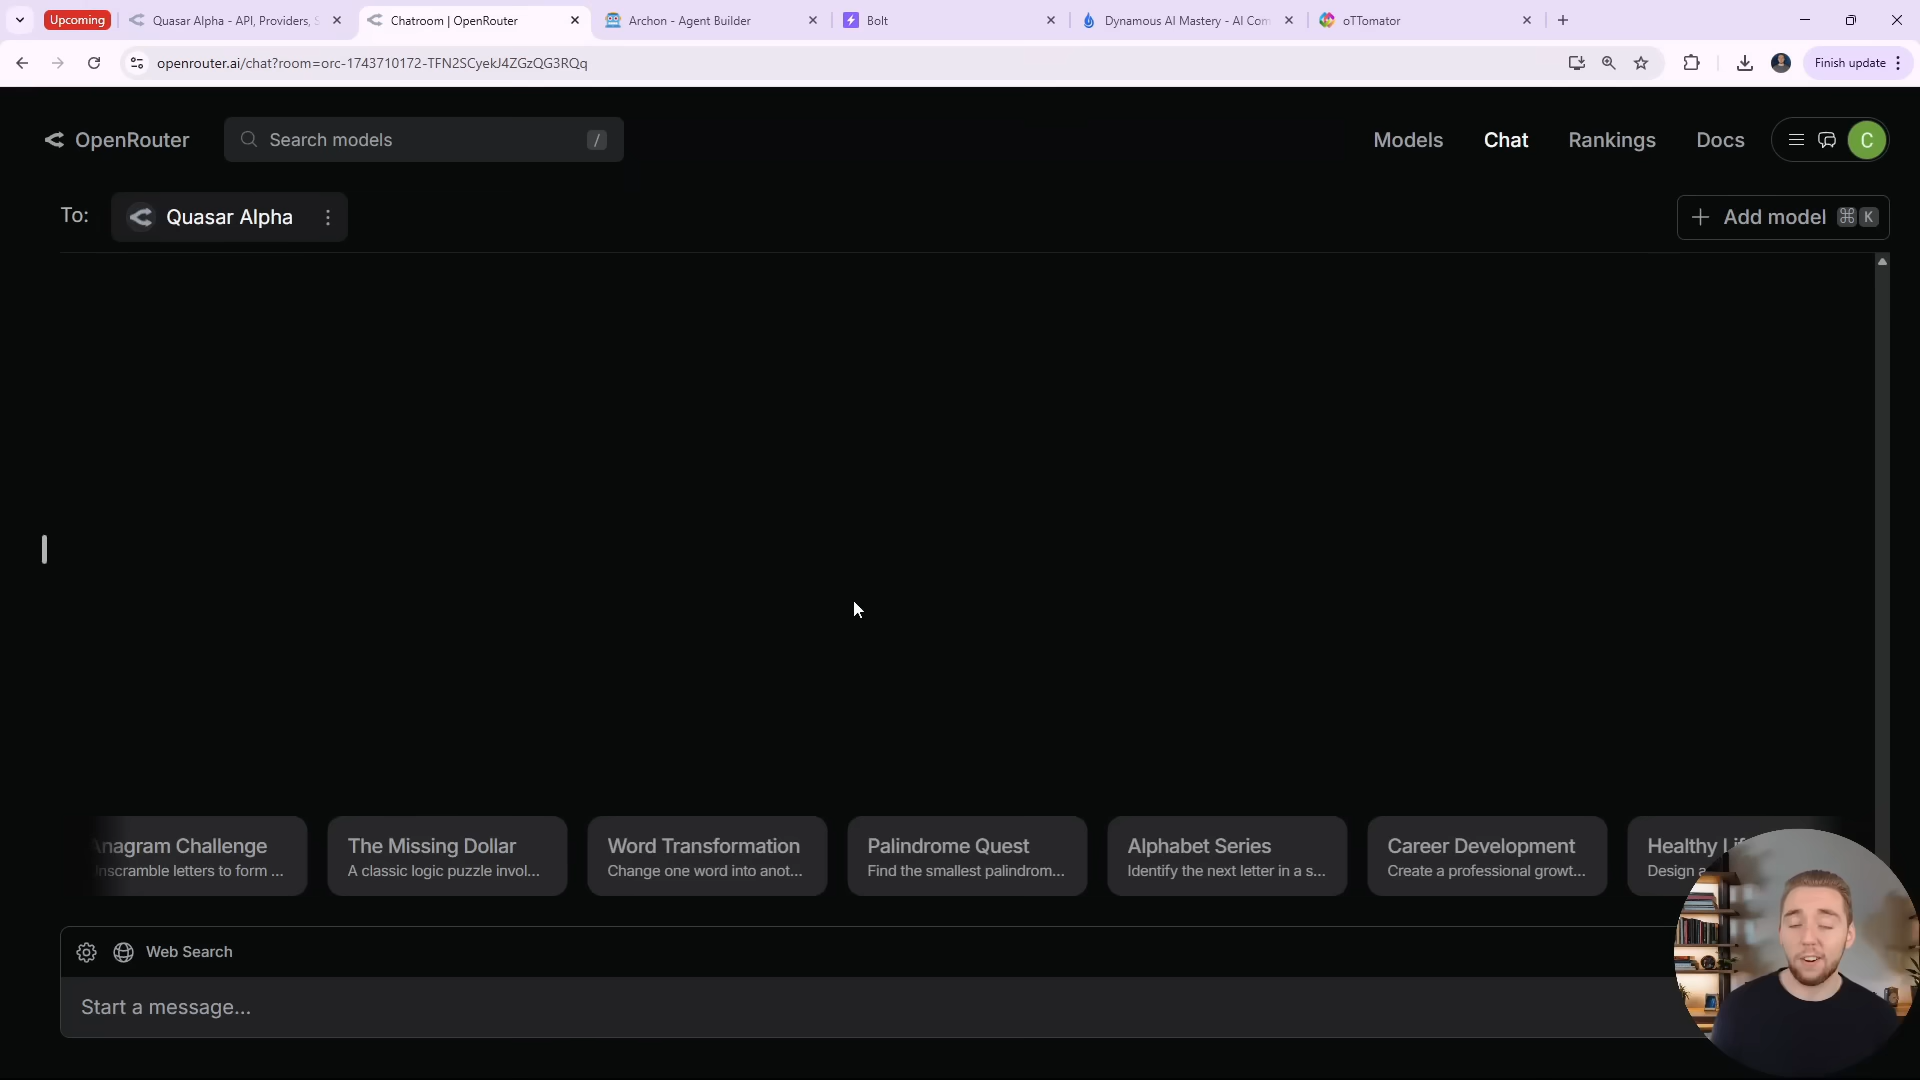 Upcoming
Quasar Alpha - API, Providers, S
Chatroom | OpenRouter
Archon - Agent Builder
Bolt
Dynamous AI Mastery - AI Com
oTTomator
openrouter.ai/chat?room=orc-1743710172-TFN2SCyekJ4ZGzQG3RQq
Finish update
OpenRouter
Search models
/
Models
Chat
Rankings
Docs
C
To:
Quasar Alpha
Add model ⌘ K
Anagram Challenge
Unscramble letters to form ...
The Missing Dollar
A classic logic puzzle invol...
Word Transformation
Change one word into anot...
Palindrome Quest
Find the smallest palindrom...
Alphabet Series
Identify the next letter in a s...
Career Development
Create a professional growt...
Healthy
Design a
Web Search
Start a message...